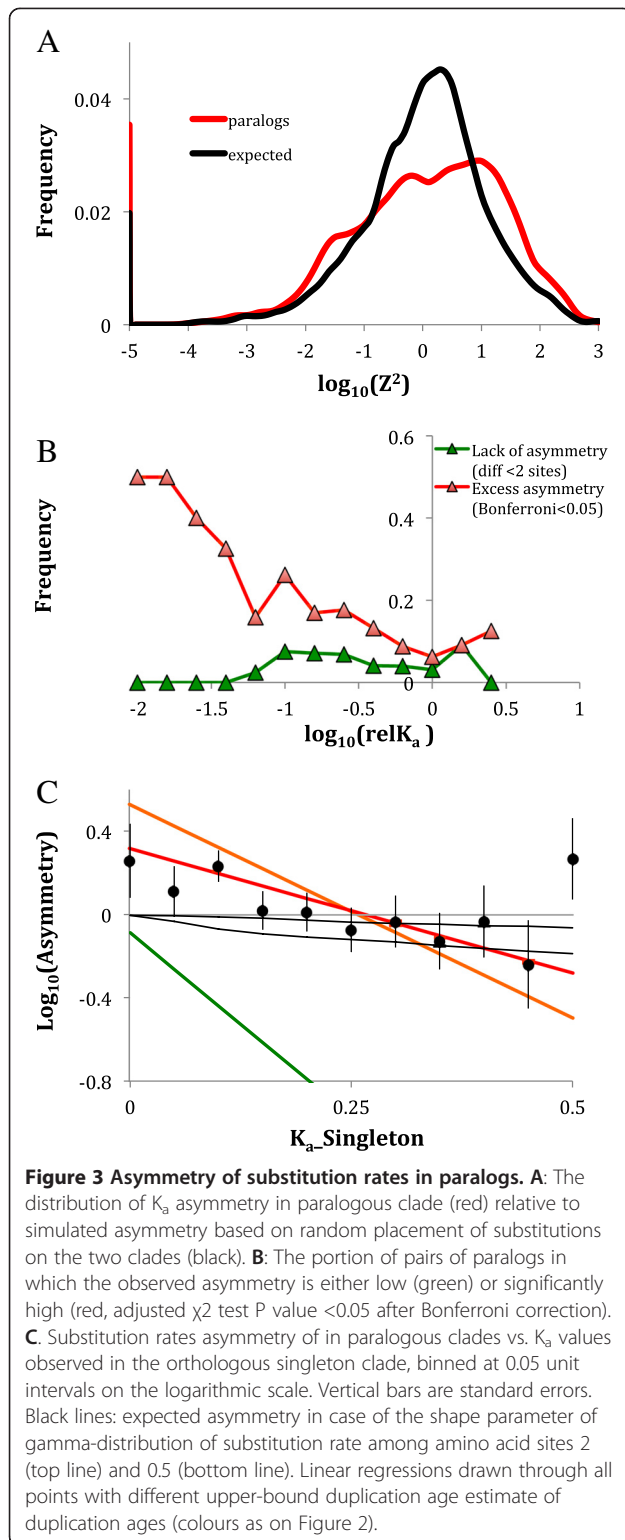 A
Frequency
0.04
0.02
0
paralogs
expected
-5 -4 -3 -2 -1 0 1 2 3
log₁₀(Z²)
B
Frequency
0.6
0.4
0.2
0
Lack of asymmetry
(diff <2 sites)
Excess asymmetry
(Bonferroni<0.05)
-2 -1.5 -1 -0.5 0 0.5 1
log₁₀(relKₐ)
C
Log₁₀(Asymmetry)
0.4
0
-0.4
-0.8
0 0.25 0.5
Kₐ_Singleton
Figure 3 Asymmetry of substitution rates in paralogs. A: The
distribution of Kₐ asymmetry in paralogous clade (red) relative to
simulated asymmetry based on random placement of substitutions
on the two clades (black). B: The portion of pairs of paralogs in
which the observed asymmetry is either low (green) or significantly
high (red, adjusted χ2 test P value <0.05 after Bonferroni correction).
C. Substitution rates asymmetry of in paralogous clades vs. Kₐ values
observed in the orthologous singleton clade, binned at 0.05 unit
intervals on the logarithmic scale. Vertical bars are standard errors.
Black lines: expected asymmetry in case of the shape parameter of
gamma-distribution of substitution rate among amino acid sites 2
(top line) and 0.5 (bottom line). Linear regressions drawn through all
points with different upper-bound duplication age estimate of
duplication ages (colours as on Figure 2).